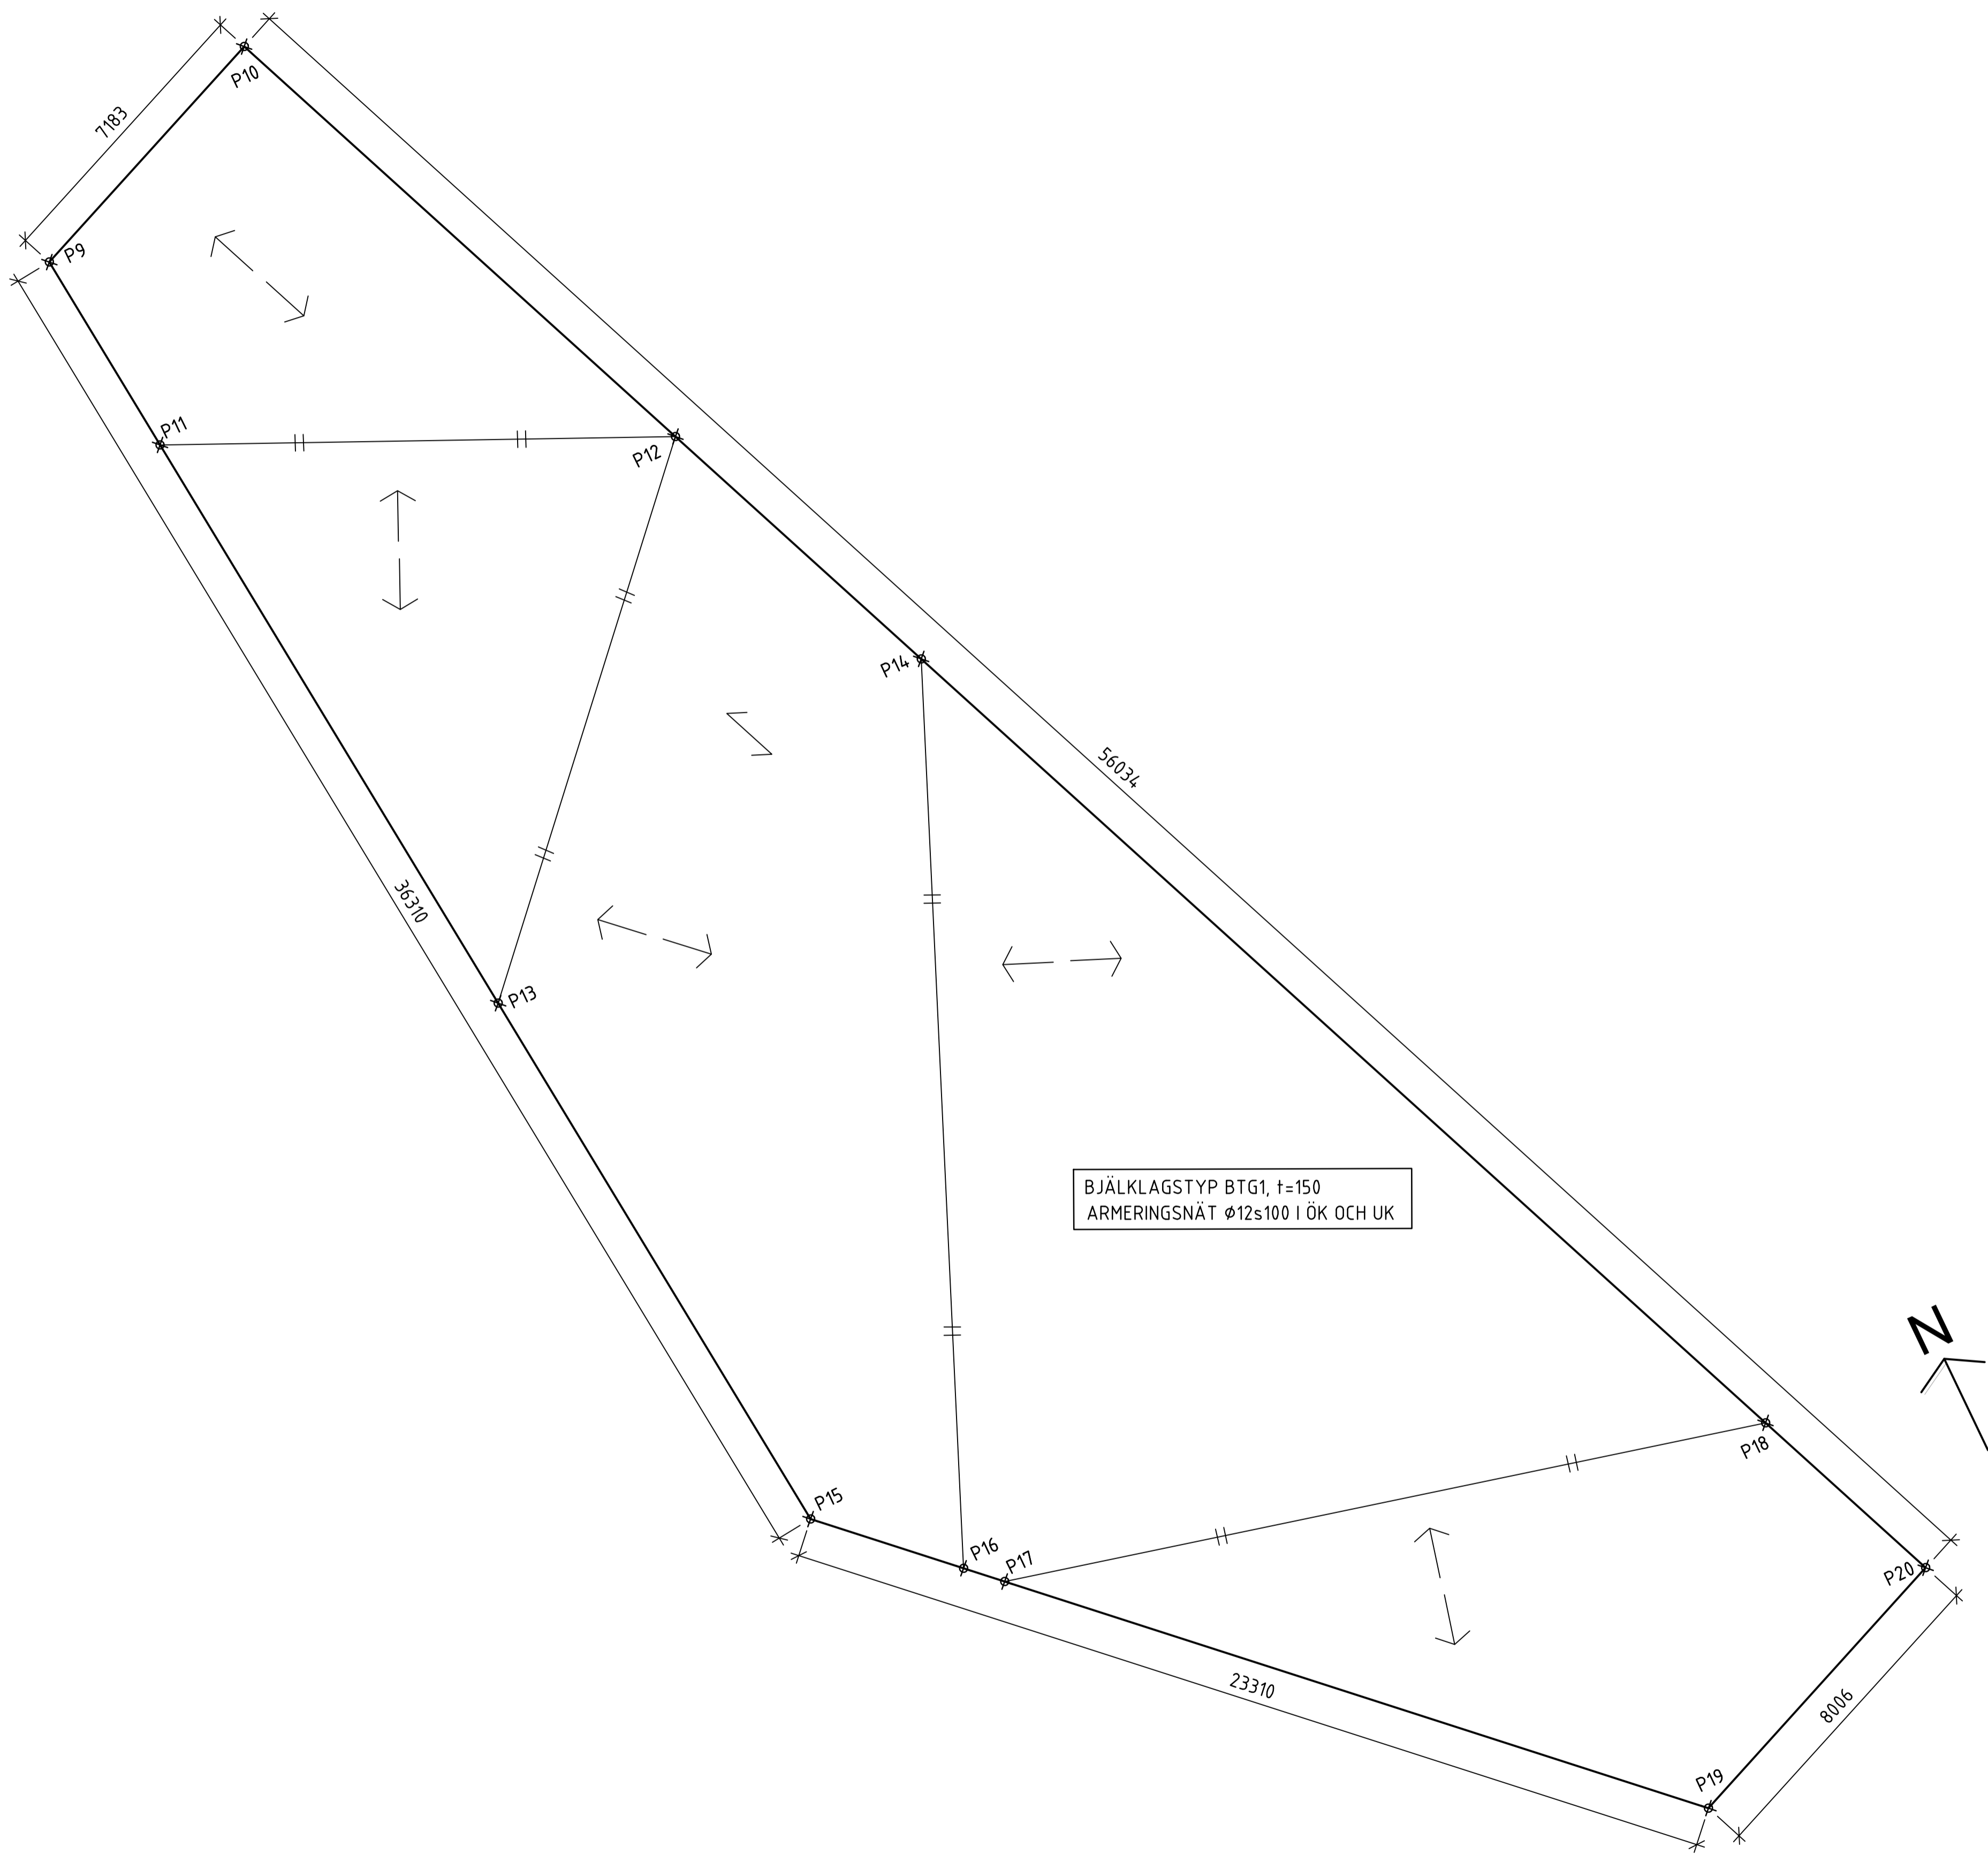 P10
7183
P9
P11
P12
P14
56034
36310
P13
BJÄLKLAGSTYP BTG1, t=150
ARMERINGSNÄT Ø12s100 I ÖK OCH UK
N
P18
P15
P16
P17
P20
23310
8006
P19